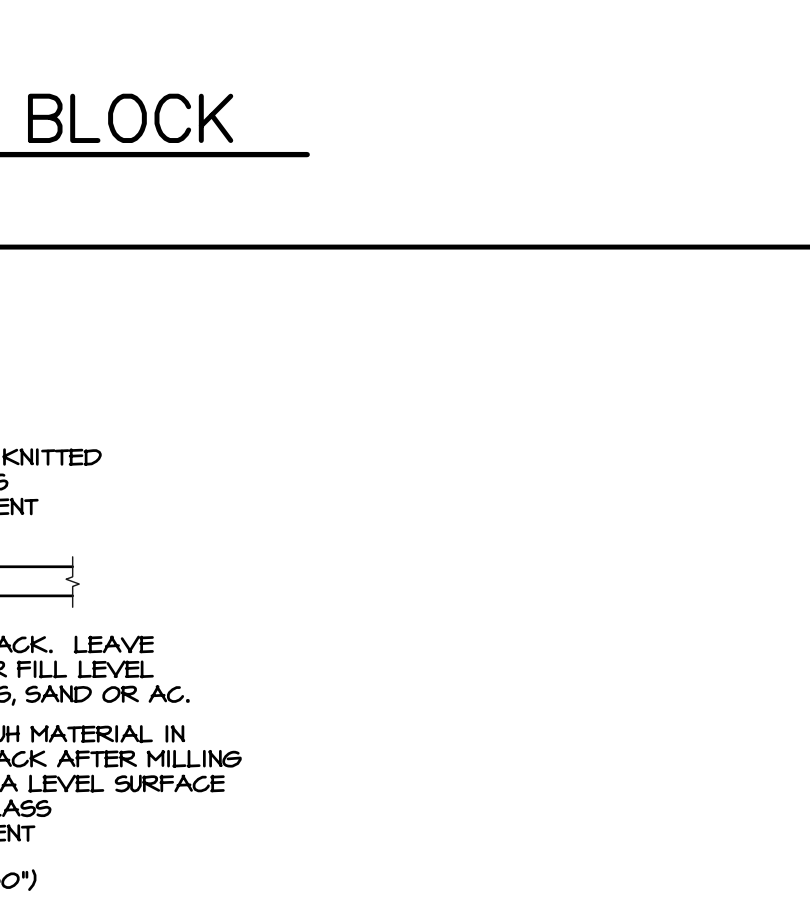 BLOCK
KNITTED
S
ENT
ACK. LEAVE
R FILL LEVEL
S, SAND OR AC.
UH MATERIAL IN
ACK AFTER MILLING
A LEVEL SURFACE
LASS
ENT
0")